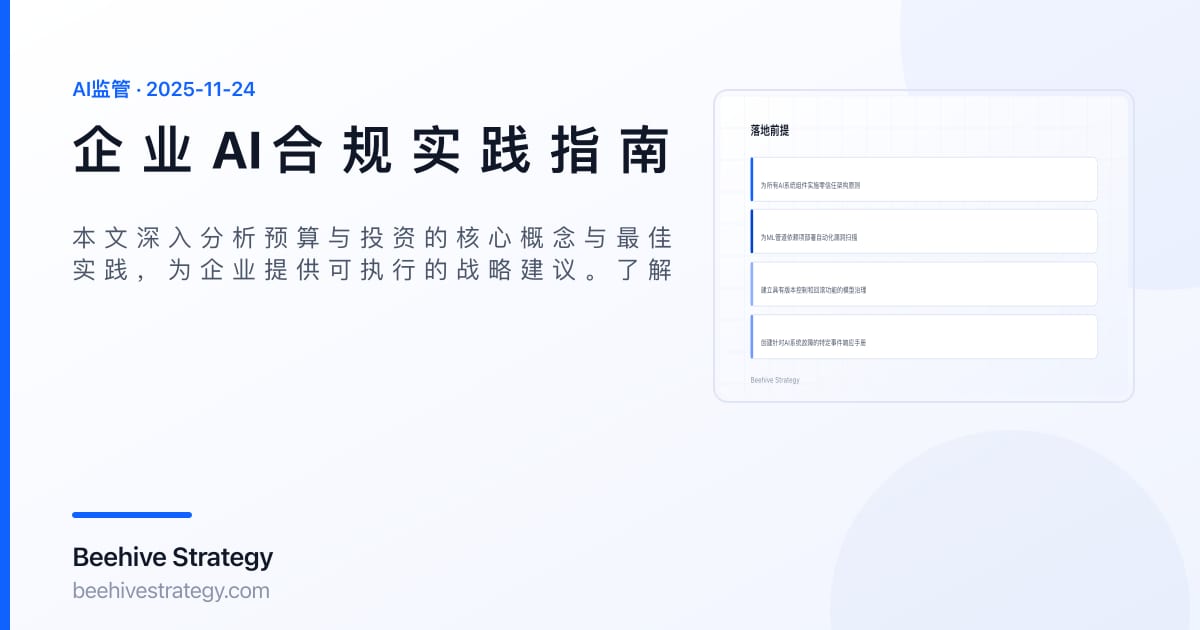 AI监管 · 2025-11-24
企业AI合规实践指南
本文深入分析预算与投资的核心概念与最佳
实践，为企业提供可执行的战略建议。了解
落地前提
为所有AI系统组件实施零信任架构原则
为ML管道依赖项部署自动化漏洞扫描
建立具有版本控制和回滚功能的模型治理
创建针对AI系统故障的特定事件响应手册
Beehive Strategy
Beehive Strategy
beehivestrategy.com